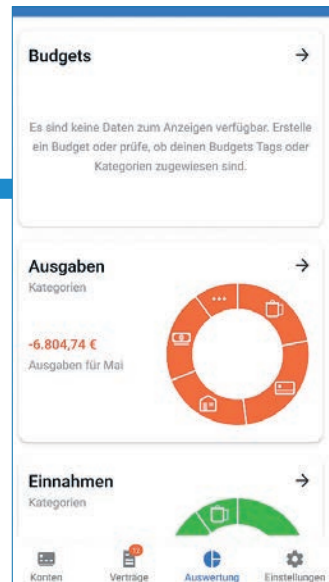 Budgets
Es sind keine Daten zum Anzeigen verfügbar. Erstelle
ein Budget oder prüfe, ob deinen Budgets Tags oder
Kategorien zugewiesen sind.
Ausgaben
Kategorien
-6.804,74 €
Ausgaben für Mai
Einnahmen
Kategorien
Konten
Verträge
Auswertung
Einstellungen